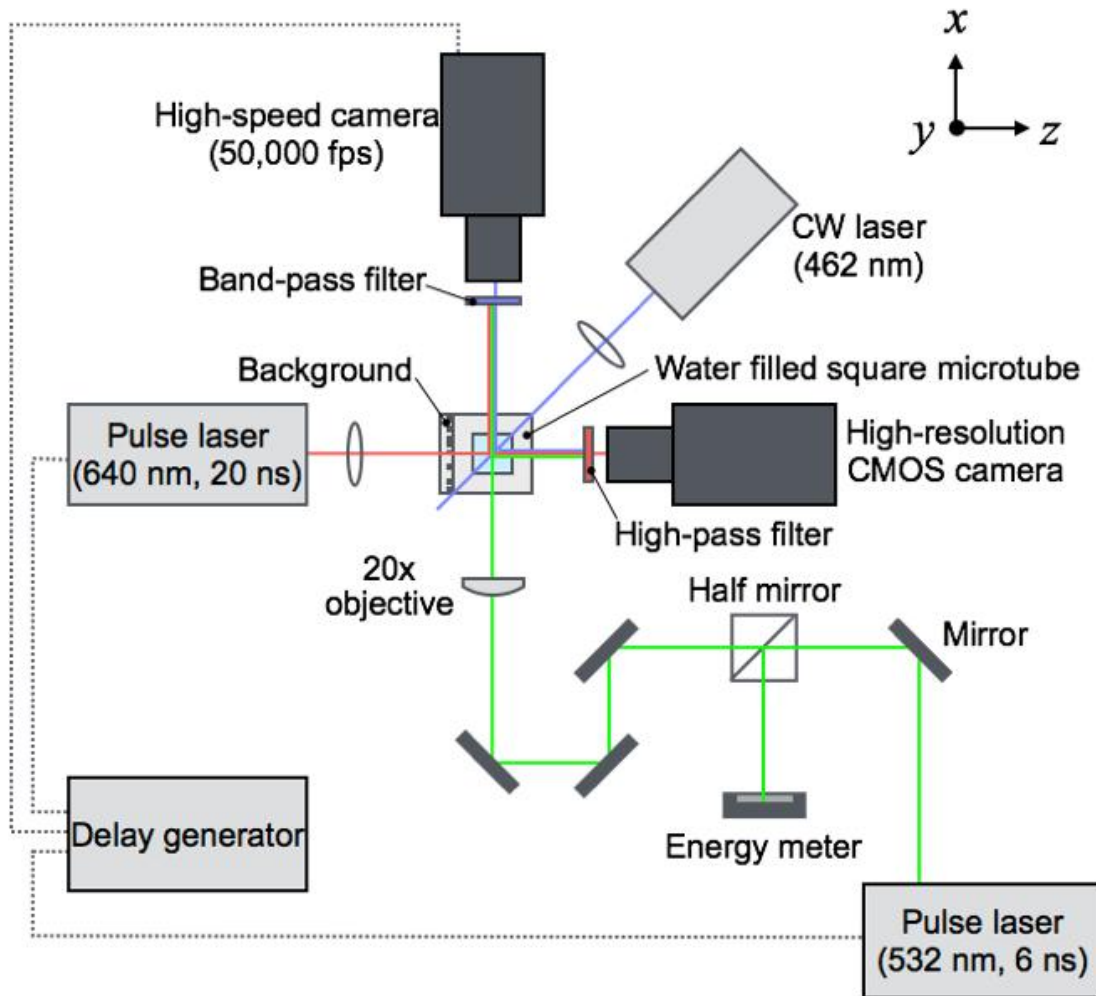 x
y
z
High-speed camera
(50,000 fps)
CW laser
(462 nm)
Band-pass filter
Background
Water filled square microtube
Pulse laser
(640 nm, 20 ns)
High-resolution
CMOS camera
High-pass filter
20x
objective
Half mirror
Mirror
Delay generator
Energy meter
Pulse laser
(532 nm, 6 ns)